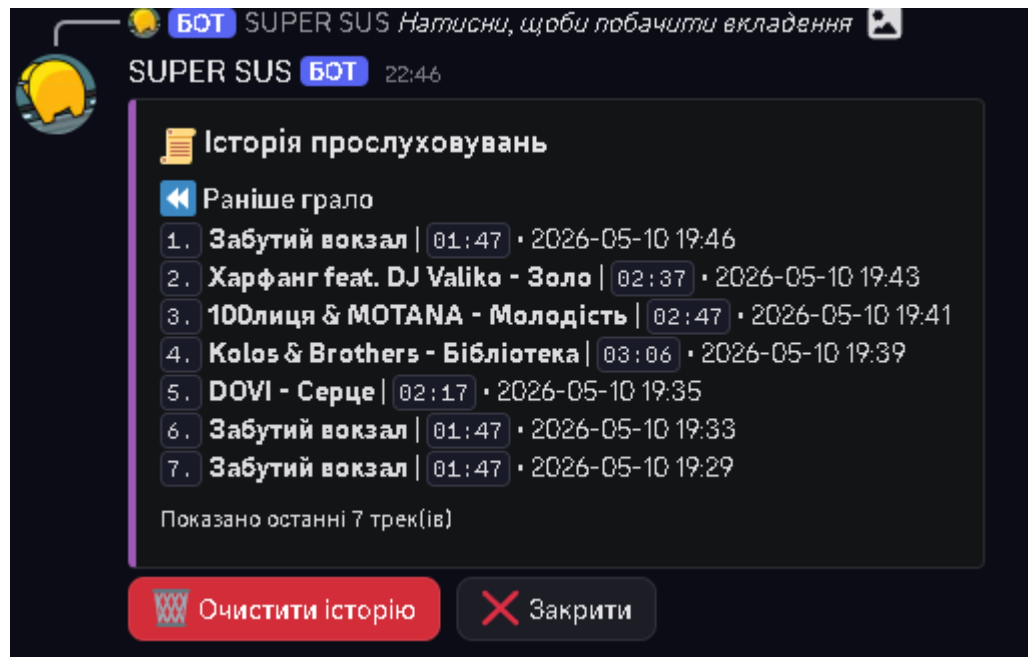 БОТ SUPER SUS Натисни, щоби побачити вкладення
SUPER SUS БОТ 22:46
Історія прослуховувань
Раніше грало
1. Забутий вокзал | 01:47 • 2026-05-10 19:46
2. Харфанг feat. DJ Valiko - Золо | 02:37 • 2026-05-10 19:43
3. 100лиця & MOTANA - Молодість | 02:47 • 2026-05-10 19:41
4. Kolos & Brothers - Бібліотека | 03:06 • 2026-05-10 19:39
5. DOVI - Серце | 02:17 • 2026-05-10 19:35
6. Забутий вокзал | 01:47 • 2026-05-10 19:33
7. Забутий вокзал | 01:47 • 2026-05-10 19:29
Показано останні 7 трек(ів)
Очистити історію
Закрити